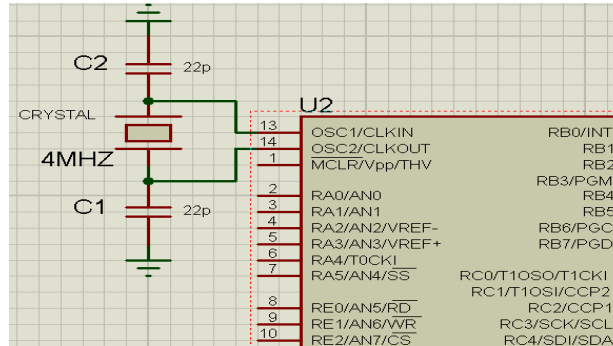 C2
22p
CRYSTAL
4MHZ
C1
22p
U2
13 OSC1/CLKIN RB0/INT
14 OSC2/CLKOUT RB1
1 MCLR/Vpp/THV RB2
RB3/PGM
2 RA0/AN0 RB4
3 RA1/AN1 RB5
4 RA2/AN2/VREF- RB6/PGC
5 RA3/AN3/VREF+ RB7/PGD
6 RA4/T0CKI
7 RA5/AN4/SS RC0/T1OSO/T1CKI
RC1/T1OSI/CCP2
8 RE0/AN5/RD RC2/CCP1
9 RE1/AN6/WR RC3/SCK/SCL
10 RE2/AN7/CS RC4/SDI/SDA